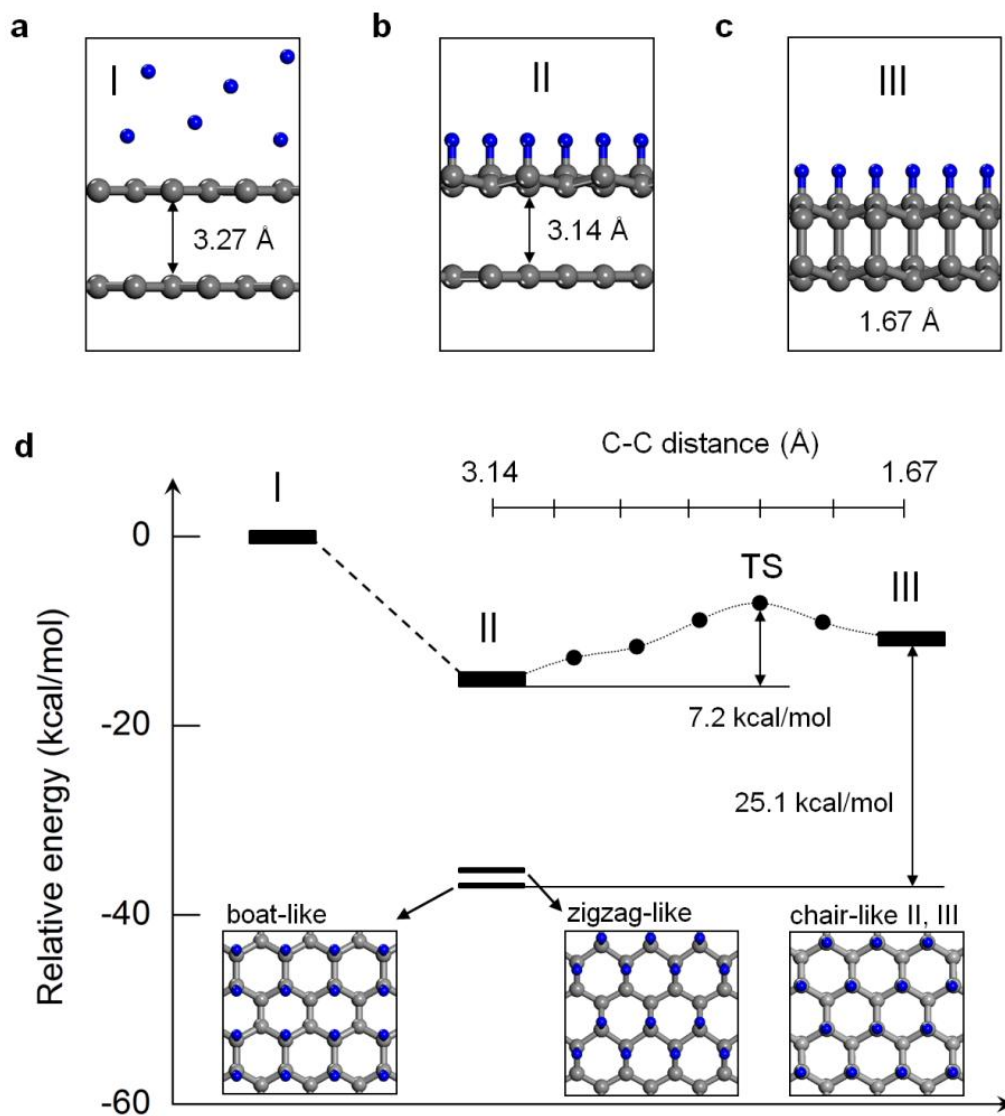 a
b
c
I
II
III
3.27 Å
3.14 Å
1.67 Å
d
C-C distance (Å)
3.14
1.67
I
0
TS
III
II
-20
7.2 kcal/mol
25.1 kcal/mol
Relative energy (kcal/mol)
-40
boat-like
zigzag-like
chair-like II, III
-60